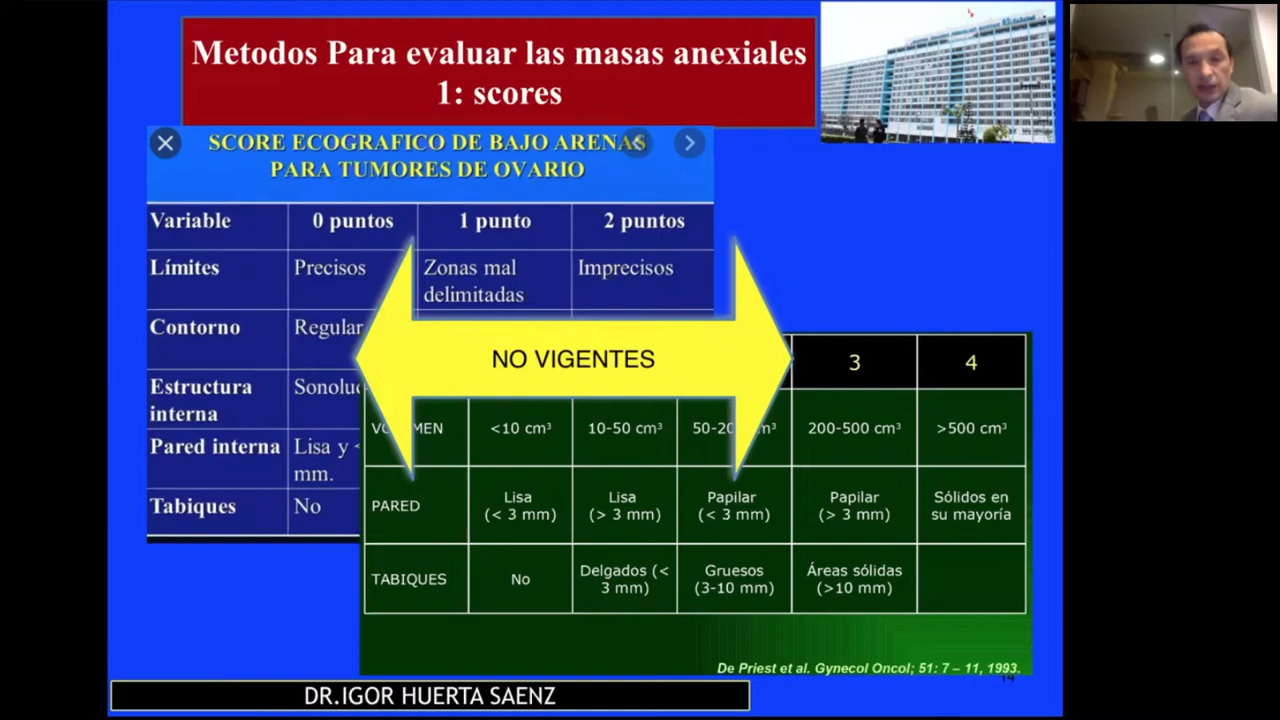 Metodos Para evaluar las masas anexiales
1: scores
SCORE ECOGRAFICO DE BAJO ARENAS
PARA TUMORES DE OVARIO
Variable 0 puntos 1 punto 2 puntos
Límites Precisos Zonas mal delimitadas Imprecisos
Contorno Regular
Estructura interna
Pared interna Lisa y < mm.
Tabiques No
NO VIGENTES
3 4
<10 cm³ 10-50 cm³ 200-500 cm³ >500 cm³
PARED Lisa (< 3 mm) Lisa (> 3 mm) Papilar (< 3 mm) Papilar (> 3 mm) Sólidos en su mayoría
TABIQUES No Delgados (< 3 mm) Gruesos (3-10 mm) Áreas sólidas (>10 mm)
De Priest et al. Gynecol Oncol; 51: 7 – 11, 1993.
DR.IGOR HUERTA SAENZ